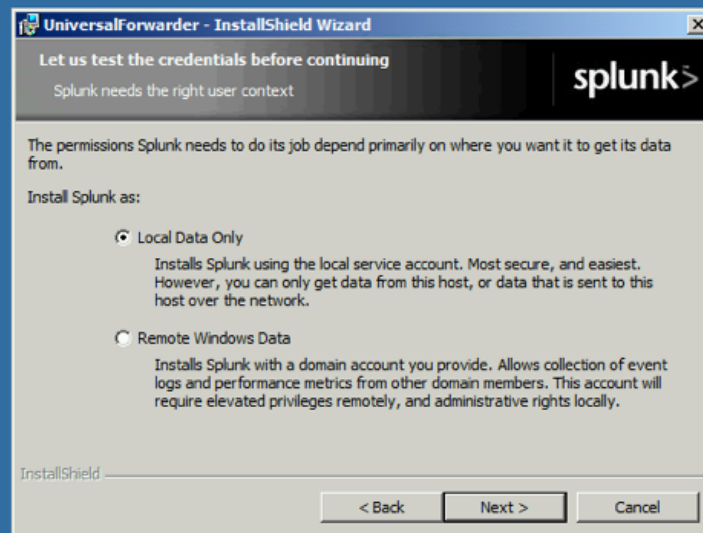 UniversalForwarder - InstallShield Wizard
Let us test the credentials before continuing
Splunk needs the right user context
splunk>
The permissions Splunk needs to do its job depend primarily on where you want it to get its data
from.
Install Splunk as:
Local Data Only
Installs Splunk using the local service account. Most secure, and easiest.
However, you can only get data from this host, or data that is sent to this
host over the network.
Remote Windows Data
Installs Splunk with a domain account you provide. Allows collection of event
logs and performance metrics from other domain members. This account will
require elevated privileges remotely, and administrative rights locally.
InstallShield
< Back
Next >
Cancel